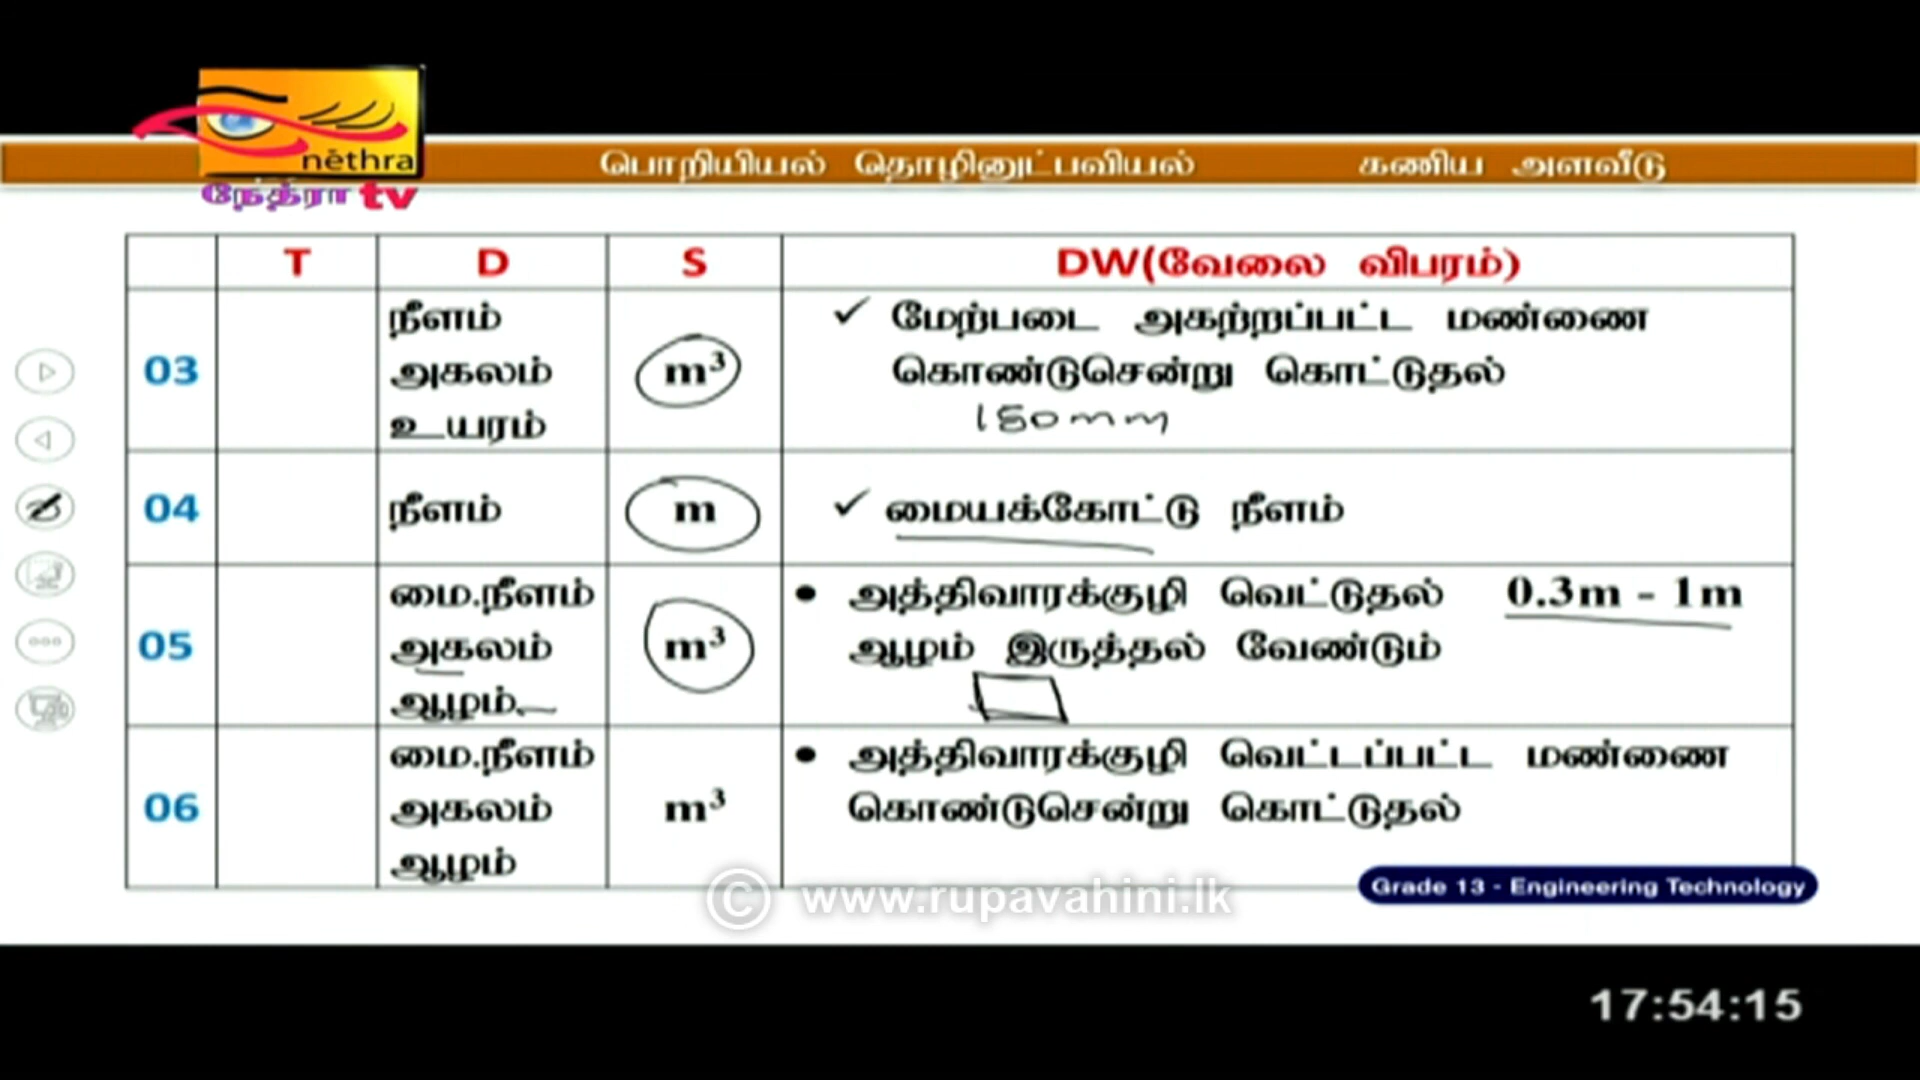 nēthra
நேத்ரா tv
பொறியியல் தொழினுட்பவியல் கணிய அளவீடு
T D S DW(வேலை விபரம்)
03
நீளம்
அகலம்
உயரம்
m³
✓ மேற்படை அகற்றப்பட்ட மண்ணை
கொண்டுசென்று கொட்டுதல்
150mm
04
நீளம்
m
✓ மையக்கோட்டு நீளம்
05
மை.நீளம்
அகலம்
ஆழம்
m³
• அத்திவாரக்குழி வெட்டுதல் 0.3m - 1m
ஆழம் இருத்தல் வேண்டும்
06
மை.நீளம்
அகலம்
ஆழம்
m³
• அத்திவாரக்குழி வெட்டப்பட்ட மண்ணை
கொண்டுசென்று கொட்டுதல்
Grade 13 - Engineering Technology
© www.rupavahini.lk
17:54:15